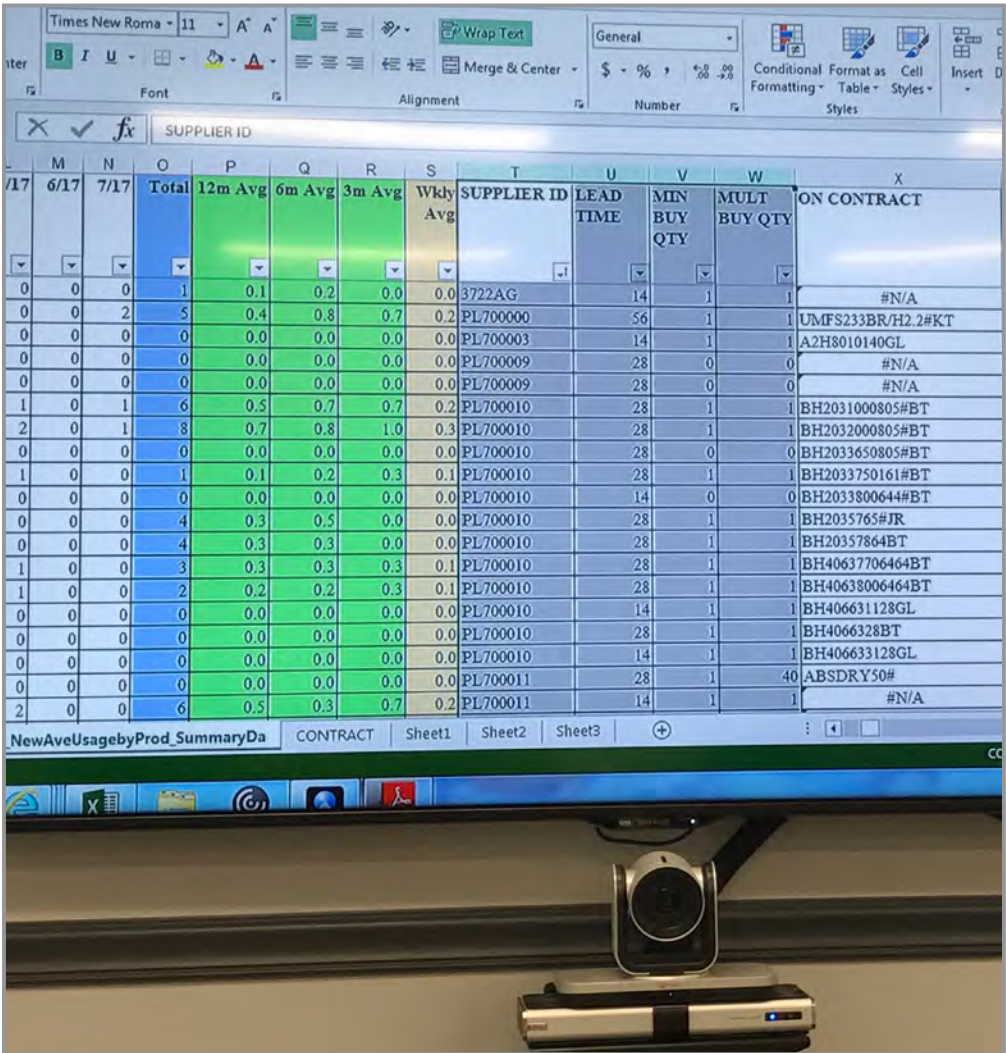 Times New Roma 11 A A Wrap Text General
B I U A Merge & Center $ % , Conditional Formatting Format as Table Cell Styles Insert
Font Alignment Number Styles
fx SUPPLIER ID
M N O P Q R S T U V W X
/17 6/17 7/17 Total 12m Avg 6m Avg 3m Avg Wkly Avg SUPPLIER ID LEAD TIME MIN BUY QTY MULT BUY QTY ON CONTRACT
0 0 0 1 0.1 0.2 0.0 0.0 3722AG 14 1 1 #N/A
0 0 2 5 0.4 0.8 0.7 0.2 PL700000 56 1 1 UMFS233BR/H2.2#KT
0 0 0 0 0.0 0.0 0.0 0.0 PL700003 14 1 1 A2H8010140GL
0 0 0 0 0.0 0.0 0.0 0.0 PL700009 28 0 0 #N/A
0 0 0 0 0.0 0.0 0.0 0.0 PL700009 28 0 0 #N/A
1 0 1 6 0.5 0.7 0.7 0.2 PL700010 28 1 1 BH2031000805#BT
2 0 1 8 0.7 0.8 1.0 0.3 PL700010 28 1 1 BH2032000805#BT
0 0 0 0 0.0 0.0 0.0 0.0 PL700010 28 0 0 BH2033650805#BT
1 0 0 1 0.1 0.2 0.3 0.1 PL700010 28 1 1 BH2033750161#BT
0 0 0 0 0.0 0.0 0.0 0.0 PL700010 14 0 0 BH2033800644#BT
0 0 0 4 0.3 0.5 0.0 0.0 PL700010 28 1 1 BH2035765#JR
0 0 0 4 0.3 0.3 0.0 0.0 PL700010 28 1 1 BH20357864BT
1 0 0 3 0.3 0.3 0.3 0.1 PL700010 28 1 1 BH40637706464BT
1 0 0 2 0.2 0.2 0.3 0.1 PL700010 28 1 1 BH40638006464BT
0 0 0 0 0.0 0.0 0.0 0.0 PL700010 14 1 1 BH406631128GL
0 0 0 0 0.0 0.0 0.0 0.0 PL700010 28 1 1 BH4066328BT
0 0 0 0 0.0 0.0 0.0 0.0 PL700010 14 1 1 BH406633128GL
0 0 0 0 0.0 0.0 0.0 0.0 PL700011 28 1 40 ABSDRY50#
2 0 0 6 0.5 0.3 0.7 0.2 PL700011 14 1 1 #N/A
_NewAveUsagebyProd_SummaryDa CONTRACT Sheet1 Sheet2 Sheet3